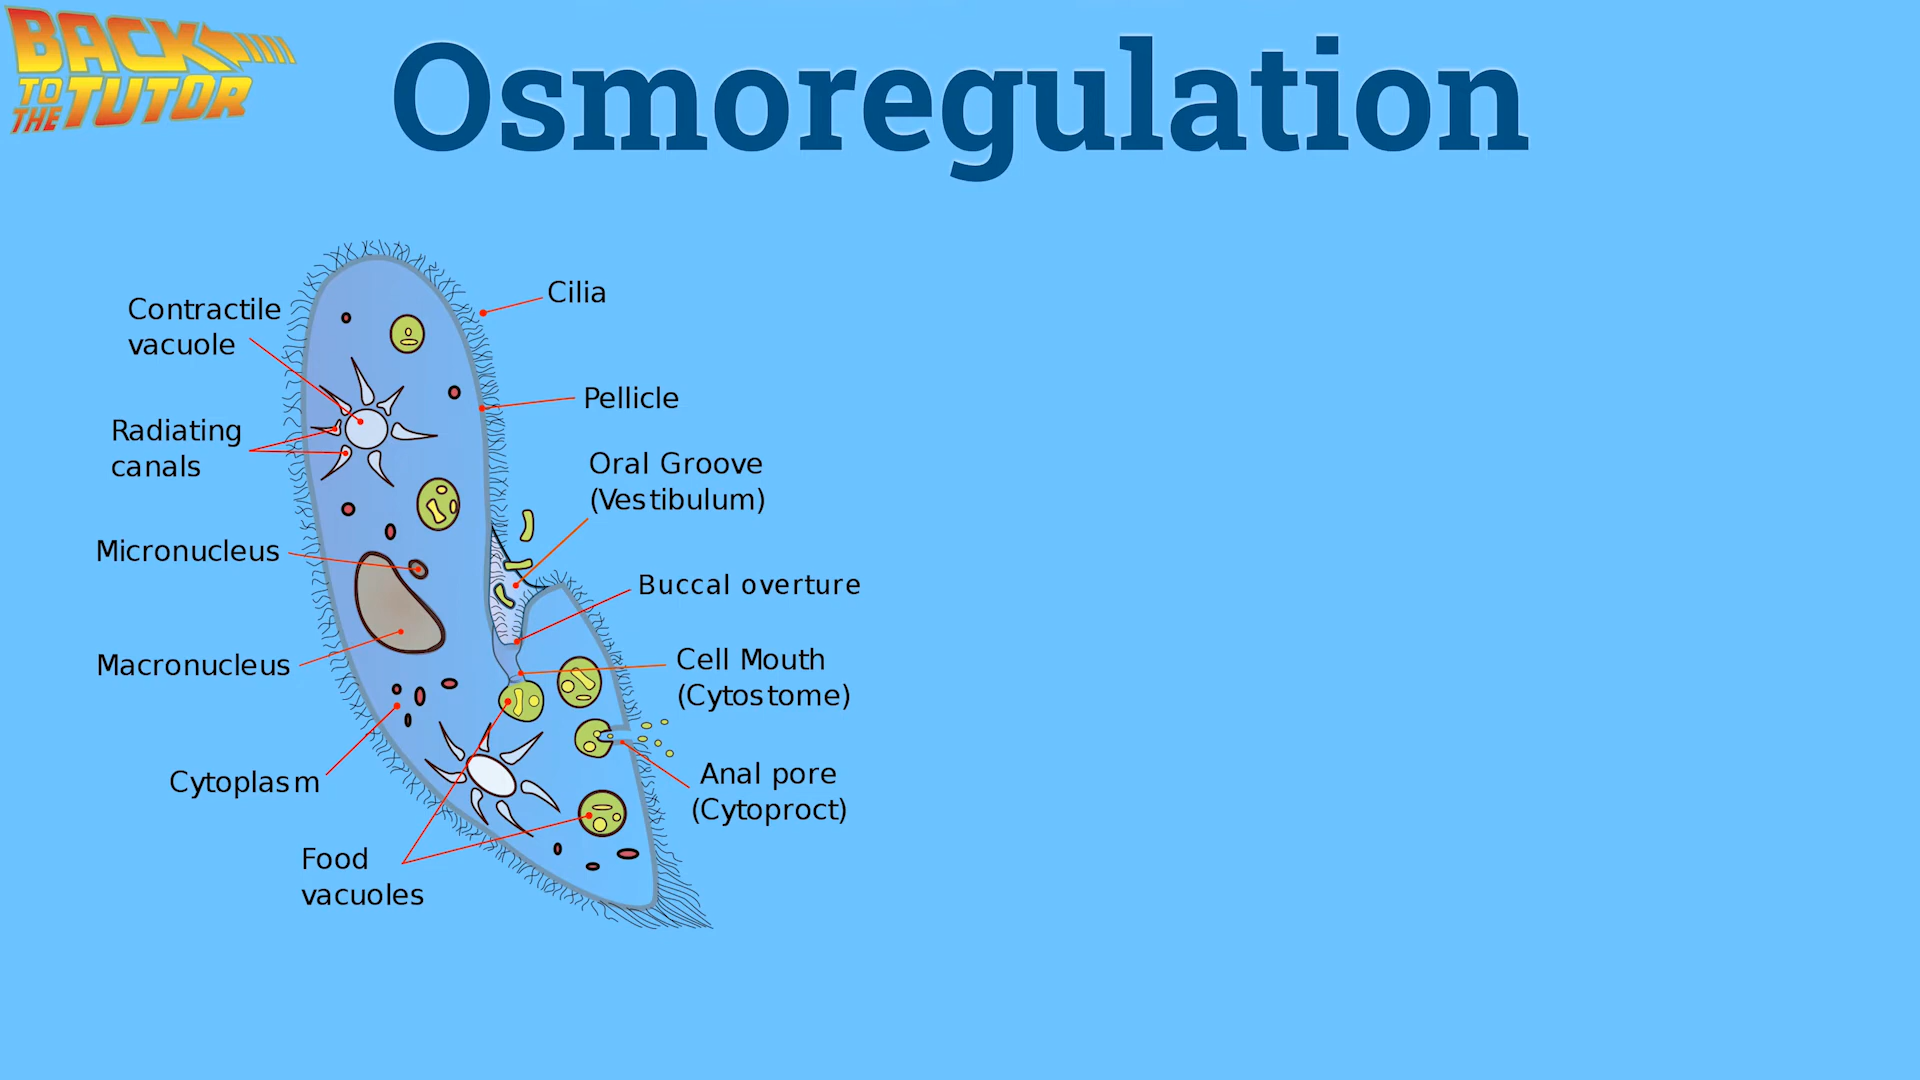 BACK
TO
THE TUTOR
Osmoregulation
Contractile
vacuole
Radiating
canals
Micronucleus
Macronucleus
Cytoplasm
Food
vacuoles
Cilia
Pellicle
Oral Groove
(Vestibulum)
Buccal overture
Cell Mouth
(Cytostome)
Anal pore
(Cytoproct)